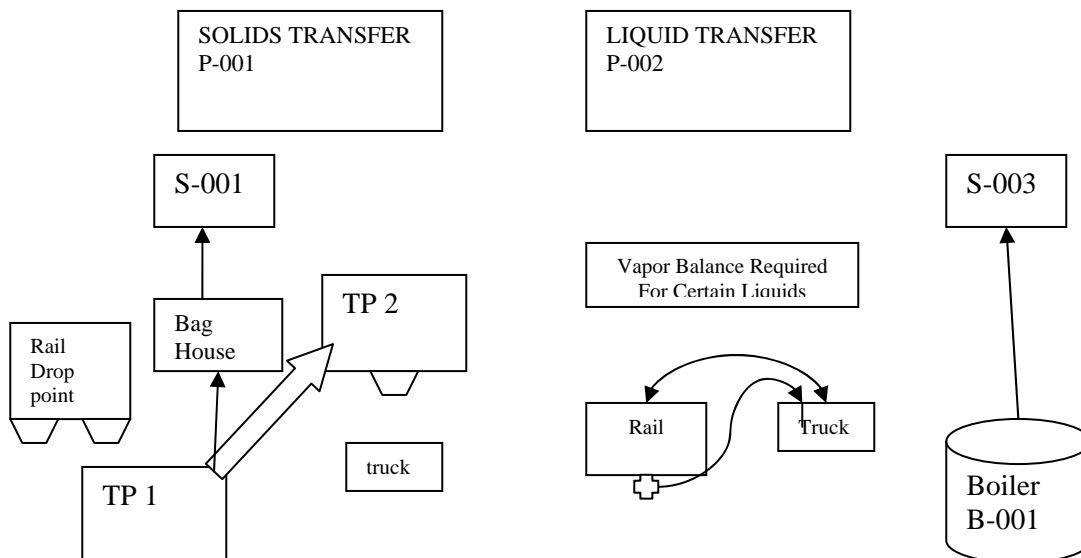 SOLIDS TRANSFER
P-001
LIQUID TRANSFER
P-002
S-001
S-003
Vapor Balance Required
For Certain Liquids
TP 2
Bag
House
Rail
Drop
point
Rail
Truck
truck
TP 1
Boiler
B-001